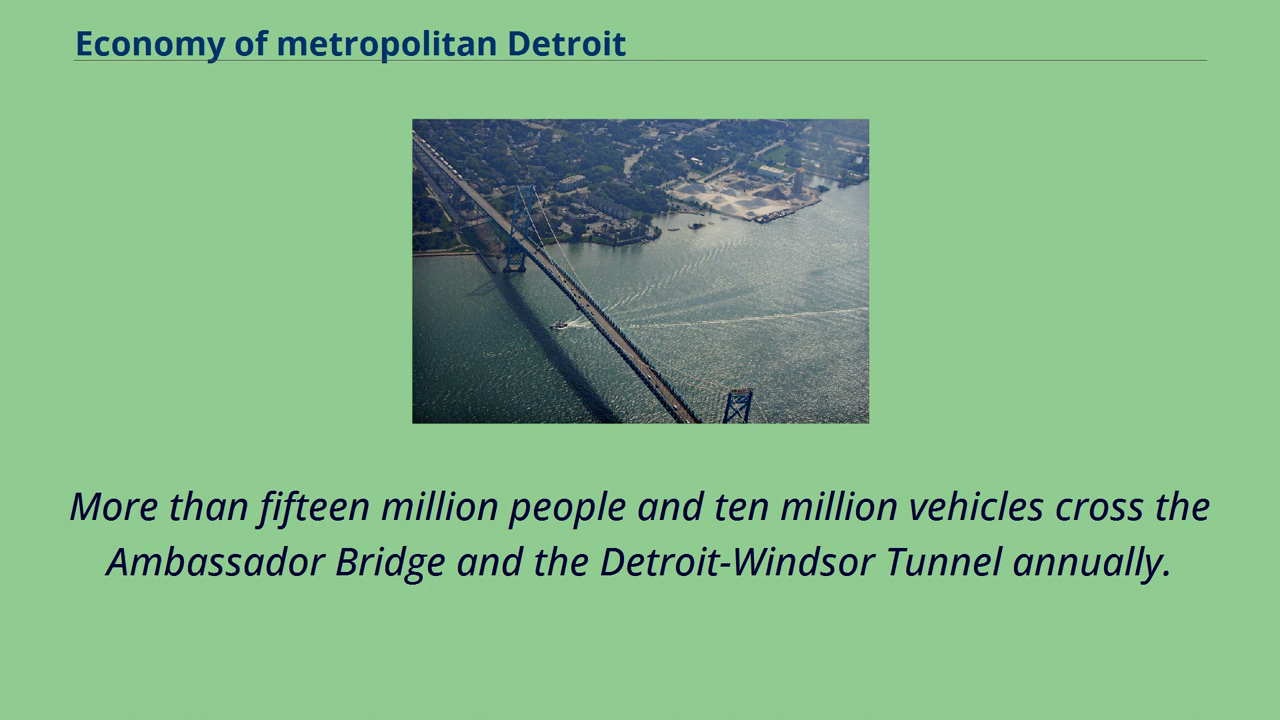 Economy of metropolitan Detroit
More than fifteen million people and ten million vehicles cross the
Ambassador Bridge and the Detroit-Windsor Tunnel annually.